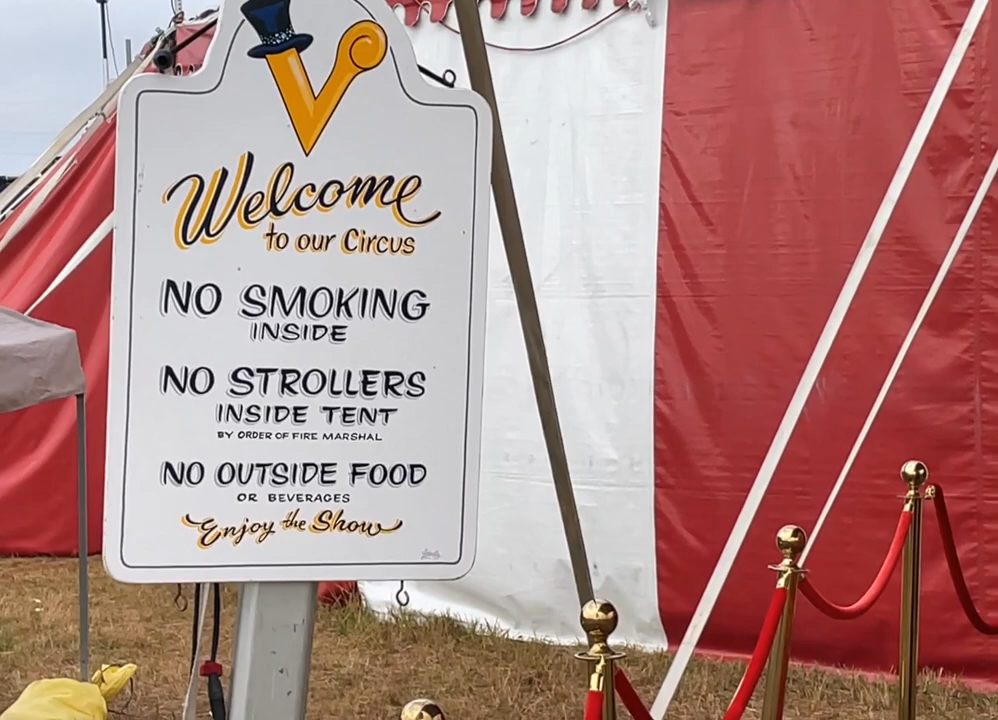 V
Welcome
to our Circus
NO SMOKING
INSIDE
NO STROLLERS
INSIDE TENT
BY ORDER OF FIRE MARSHAL
NO OUTSIDE FOOD
OR BEVERAGES
Enjoy the Show